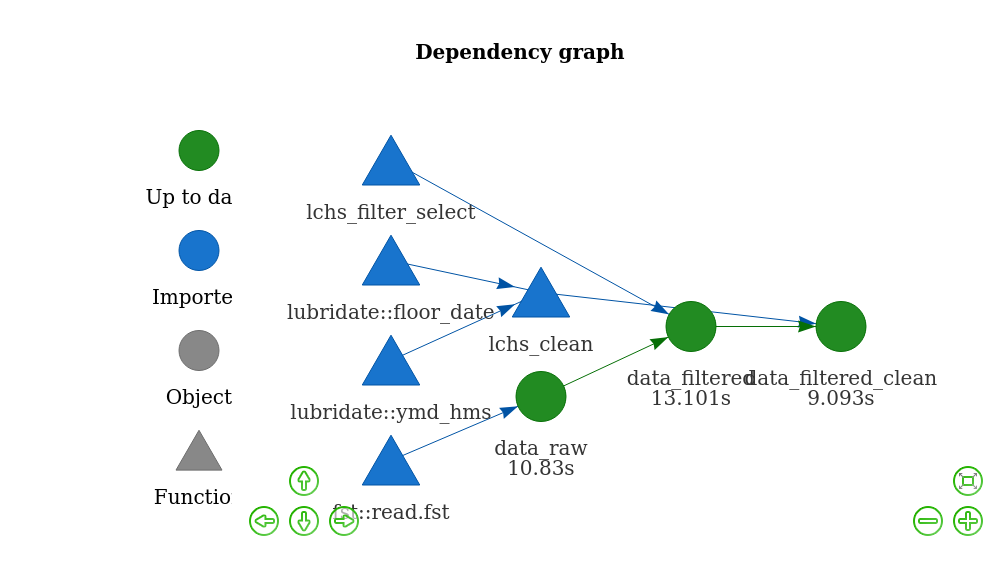 Dependency graph
Up to da
Importe
Object
Functio
lchs_filter_select
lubridate::floor_date
lubridate::ymd_hms
fst::read.fst
lchs_clean
data_raw
10.83s
data_filtered
13.101s
data_filtered_clean
9.093s